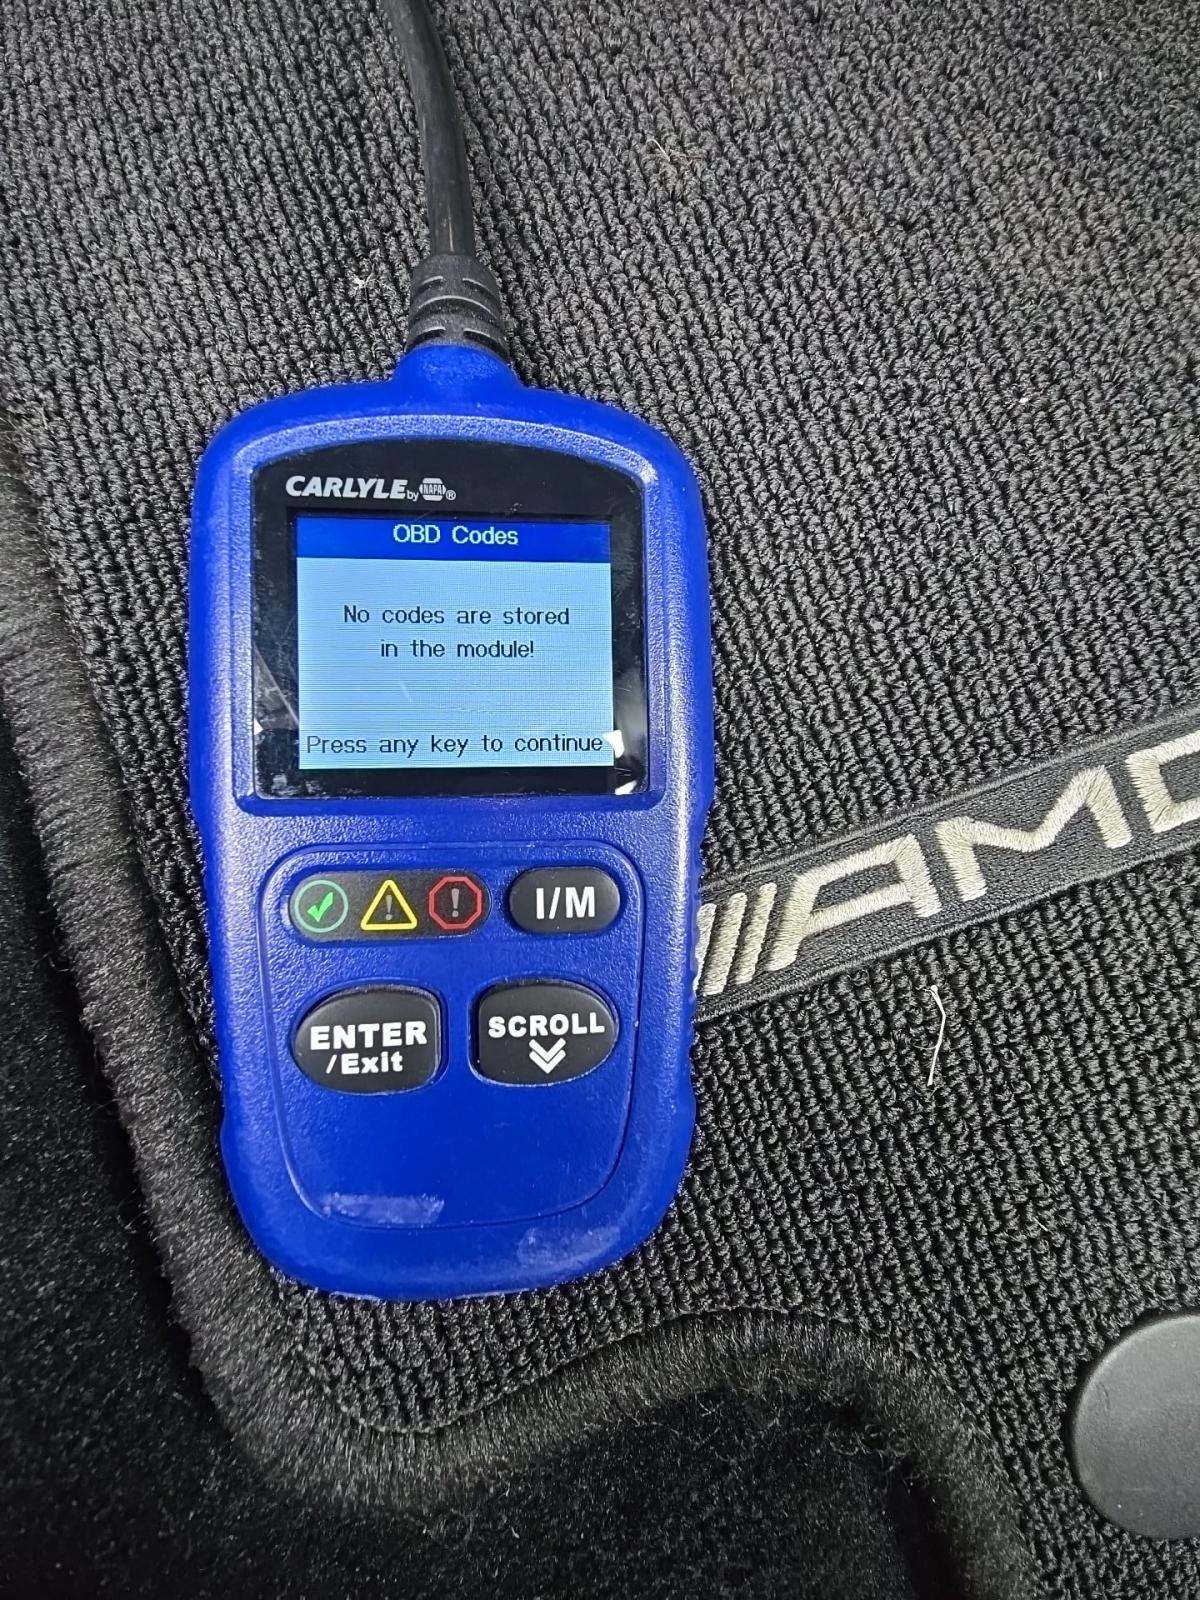 CARLYLE by NAPA ®
OBD Codes
No codes are stored
in the module!
Press any key to continue
I/M
ENTER
/Exit
SCROLL
AMG